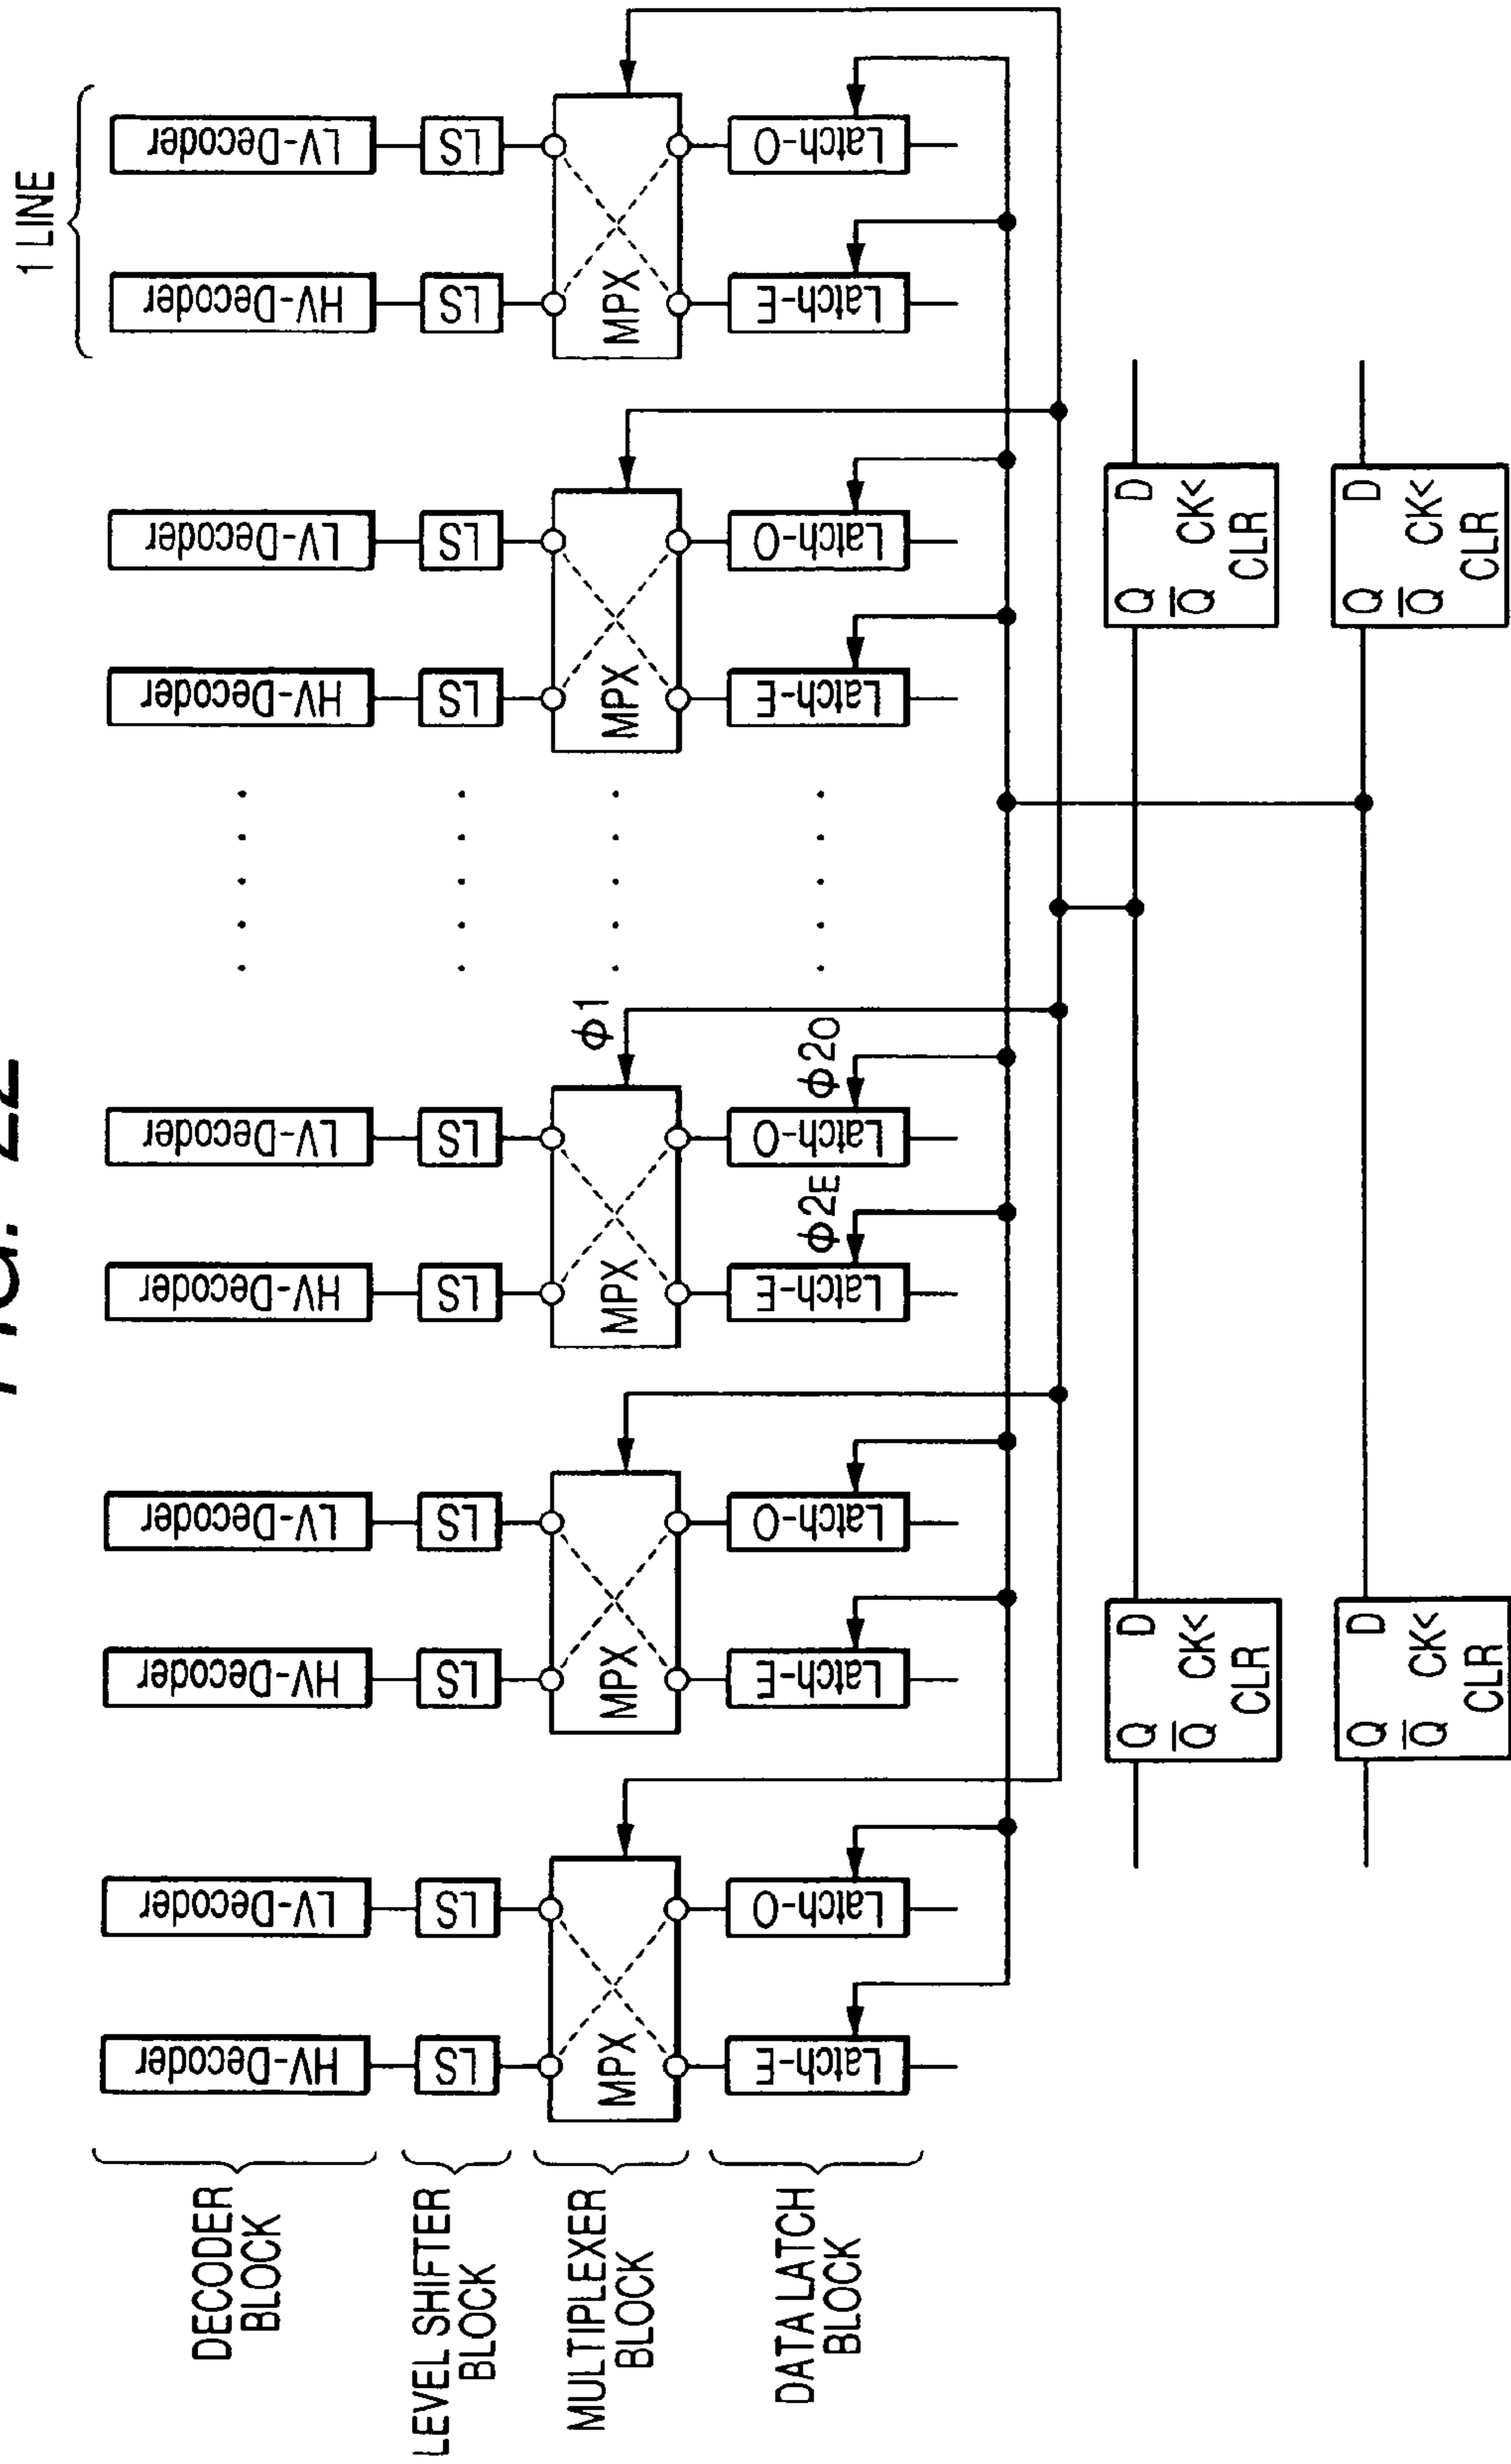 FIG. 22
1 LINE
DECODER
BLOCK
HV-Decoder
LV-Decoder
HV-Decoder
LV-Decoder
HV-Decoder
LV-Decoder
HV-Decoder
LV-Decoder
HV-Decoder
LV-Decoder
LEVEL SHIFTER
BLOCK
LS
LS
LS
LS
LS
LS
LS
LS
LS
LS
MULTIPLEXER
BLOCK
MPX
MPX
MPX
φ1
MPX
MPX
DATA LATCH
BLOCK
Latch-E
Latch-O
Latch-E
Latch-O
Latch-E
φ2E
Latch-O
φ2O
Latch-E
Latch-O
Latch-E
Latch-O
Q D
Q̅ CK<
CLR
Q D
Q̅ CK<
CLR
Q D
Q̅ CK<
CLR
Q D
Q̅ CK<
CLR